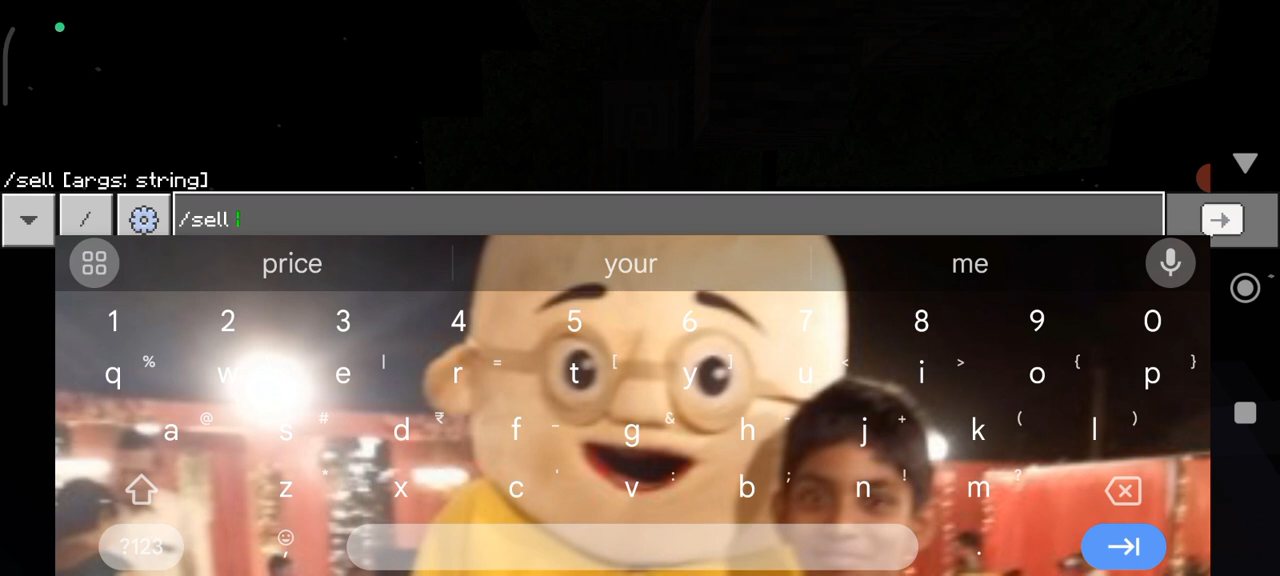 /sell [args: string]
/ /sell
price your me
1 2 3 4 5 6 7 8 9 0
% | = [ ] < > { }
q w e r t y u i o p
@ # ₹ _ & - + ( )
a s d f g h j k l
* " ' : ; ! ?
z x c v b n m
?123 , .